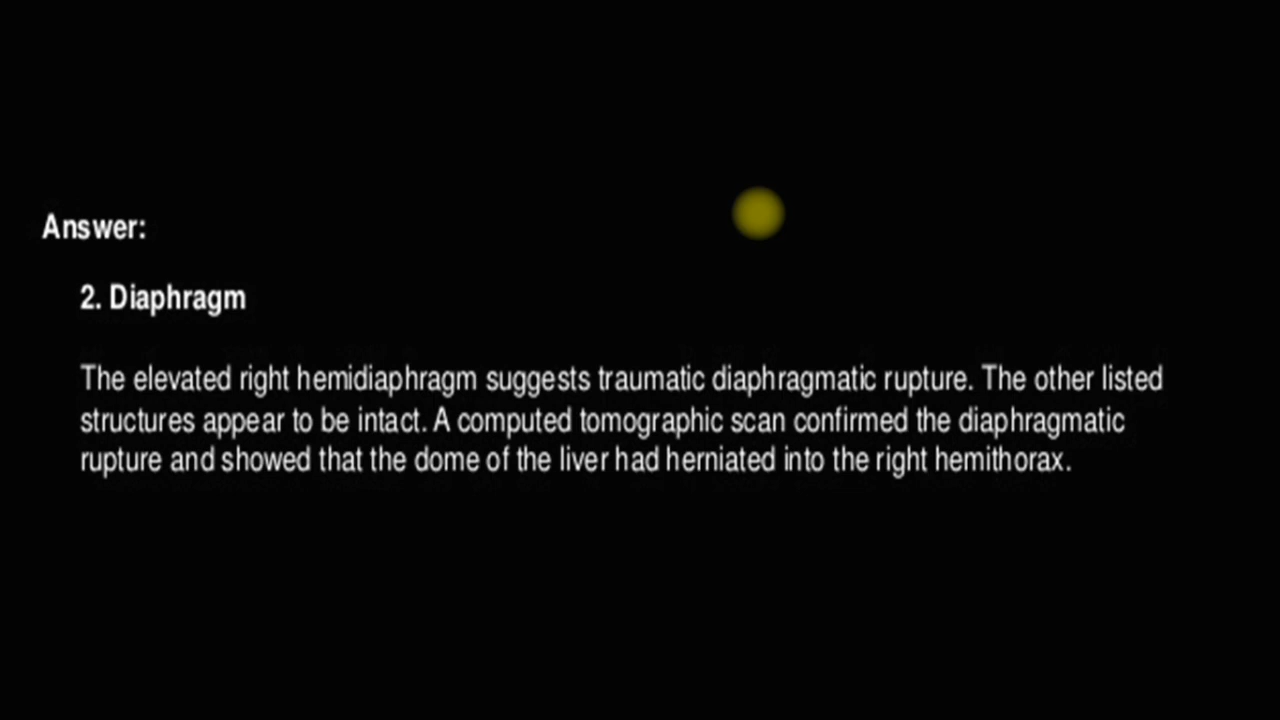 Answer:
2. Diaphragm
The elevated right hemidiaphragm suggests traumatic diaphragmatic rupture. The other listed
structures appear to be intact. A computed tomographic scan confirmed the diaphragmatic
rupture and showed that the dome of the liver had herniated into the right hemithorax.